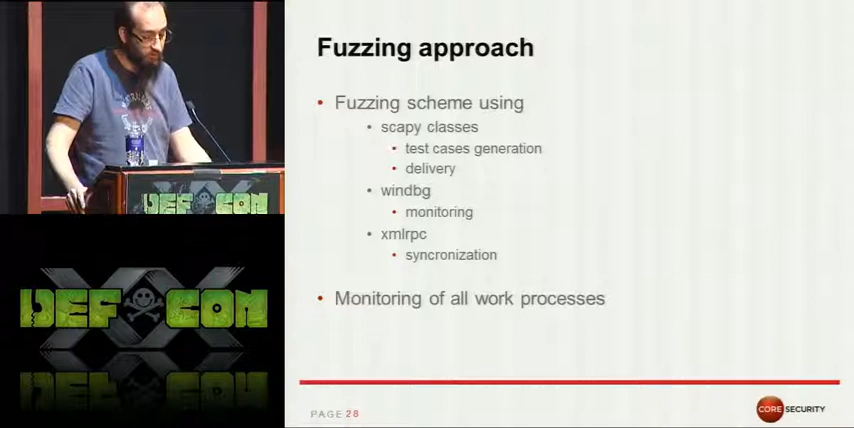 Fuzzing approach
• Fuzzing scheme using
• scapy classes
• test cases generation
• delivery
• windbg
• monitoring
• xmlrpc
• syncronization
• Monitoring of all work processes
PAGE 28
CORE SECURITY
DEF CON
XX
DEF CON